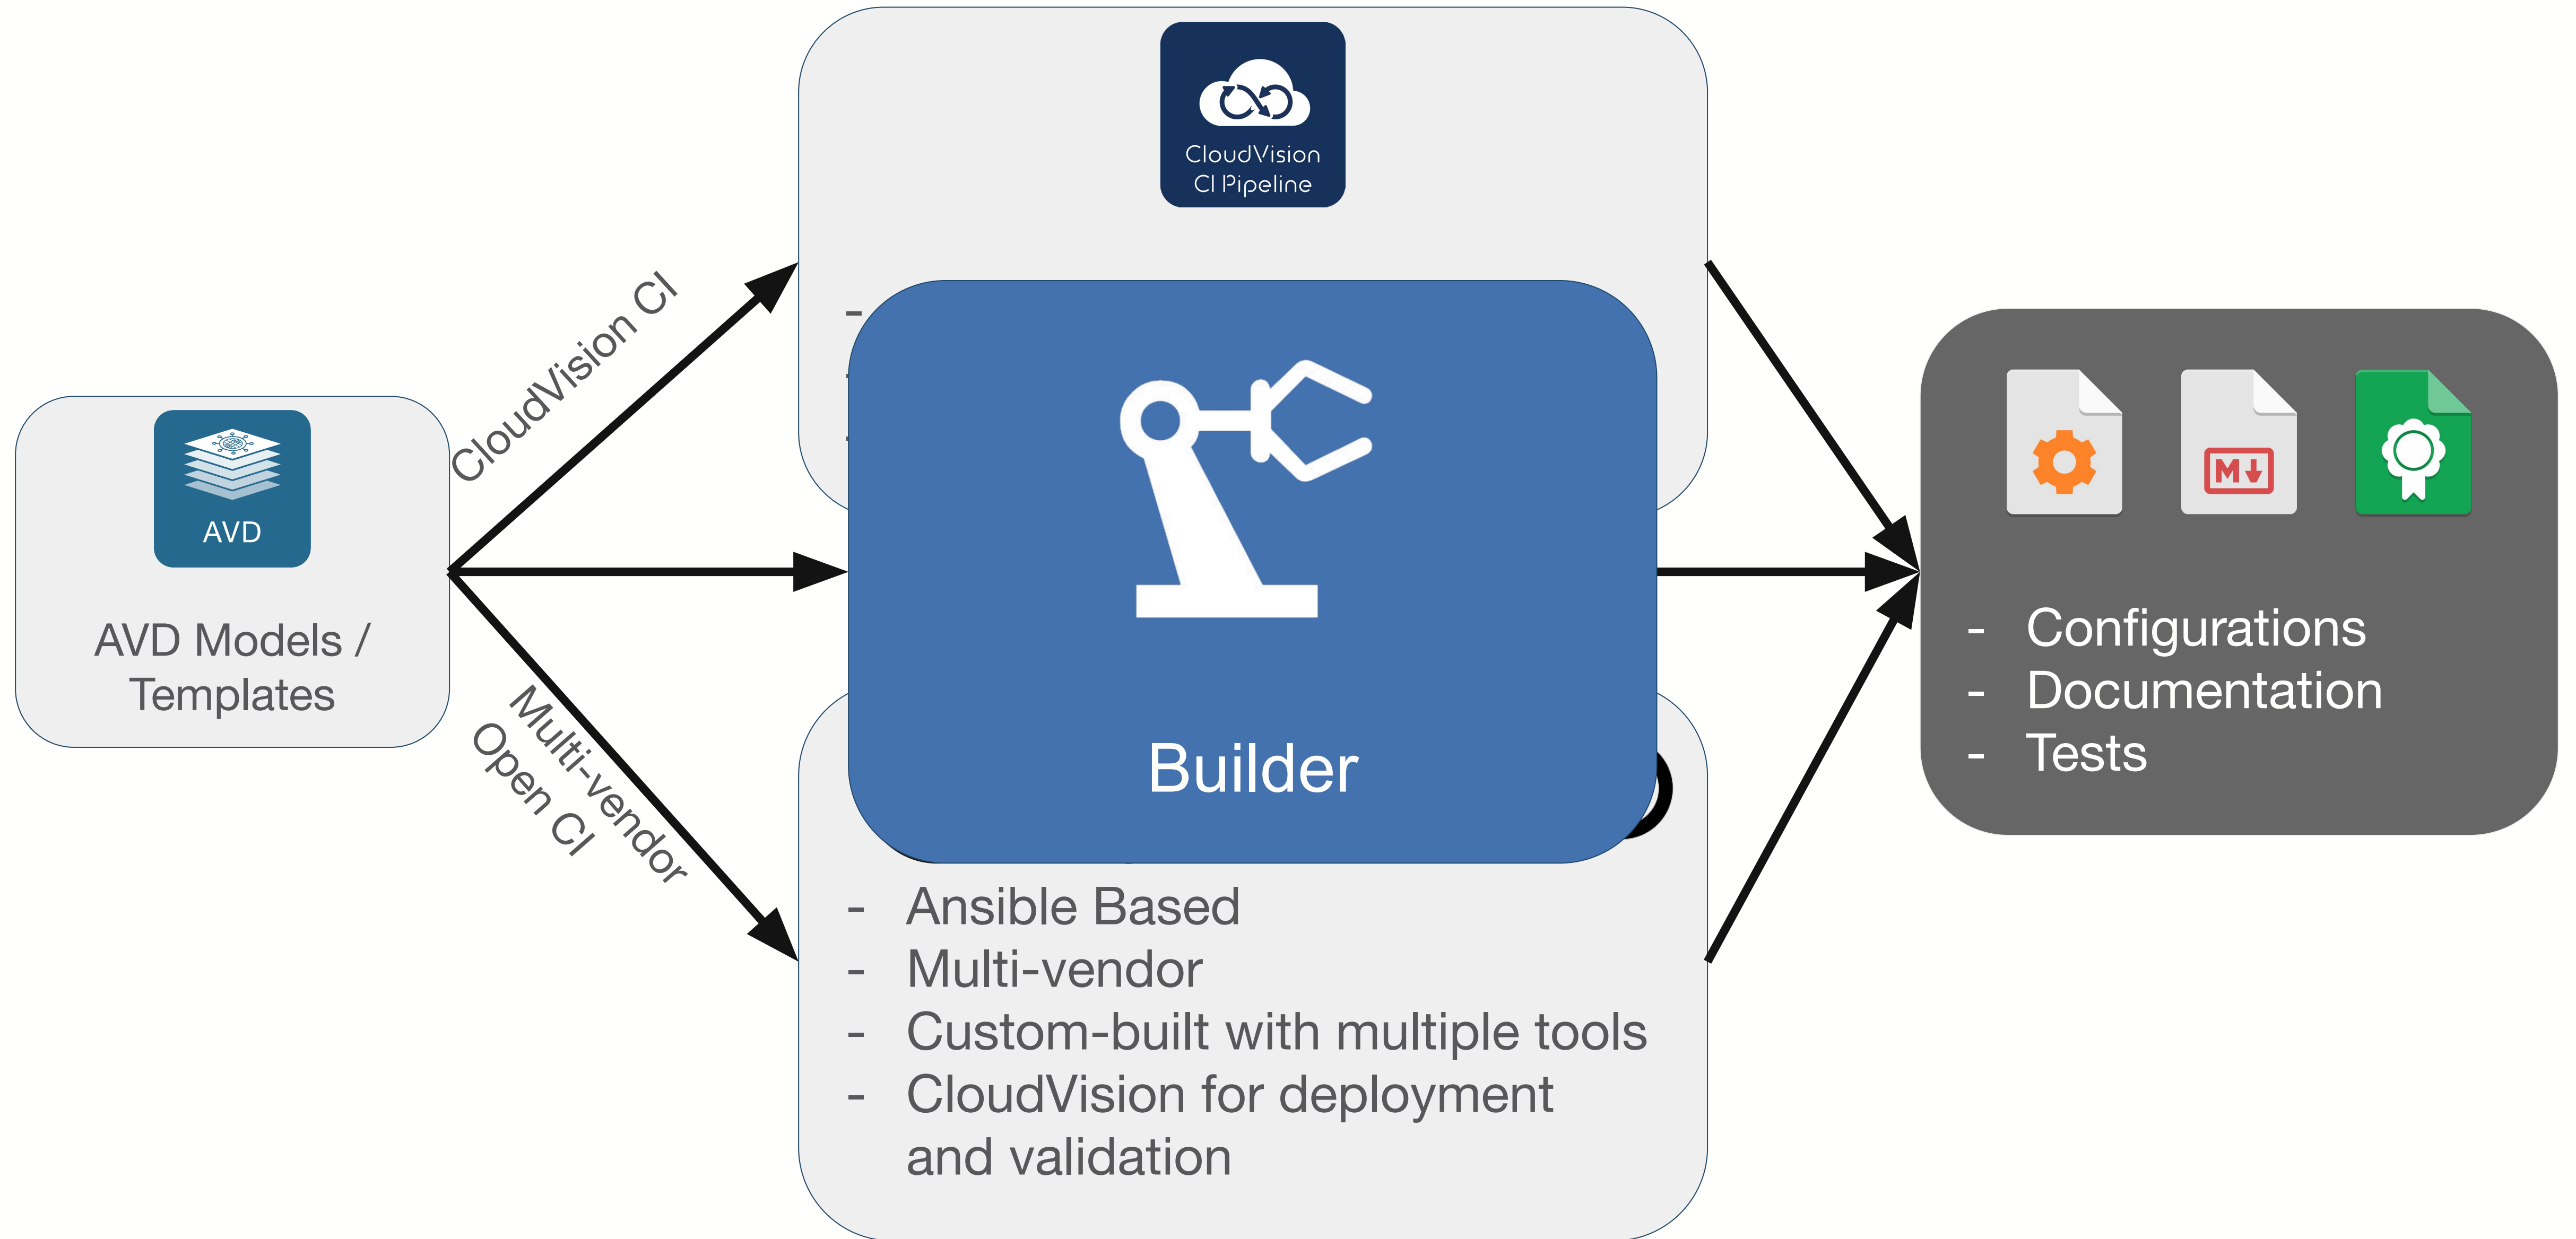 CloudVision
CI Pipeline
CloudVision CI
-
-
-
AVD
AVD Models /
Templates
Multi-vendor
Open CI
Builder
- Ansible Based
- Multi-vendor
- Custom-built with multiple tools
- CloudVision for deployment
and validation
M
- Configurations
- Documentation
- Tests